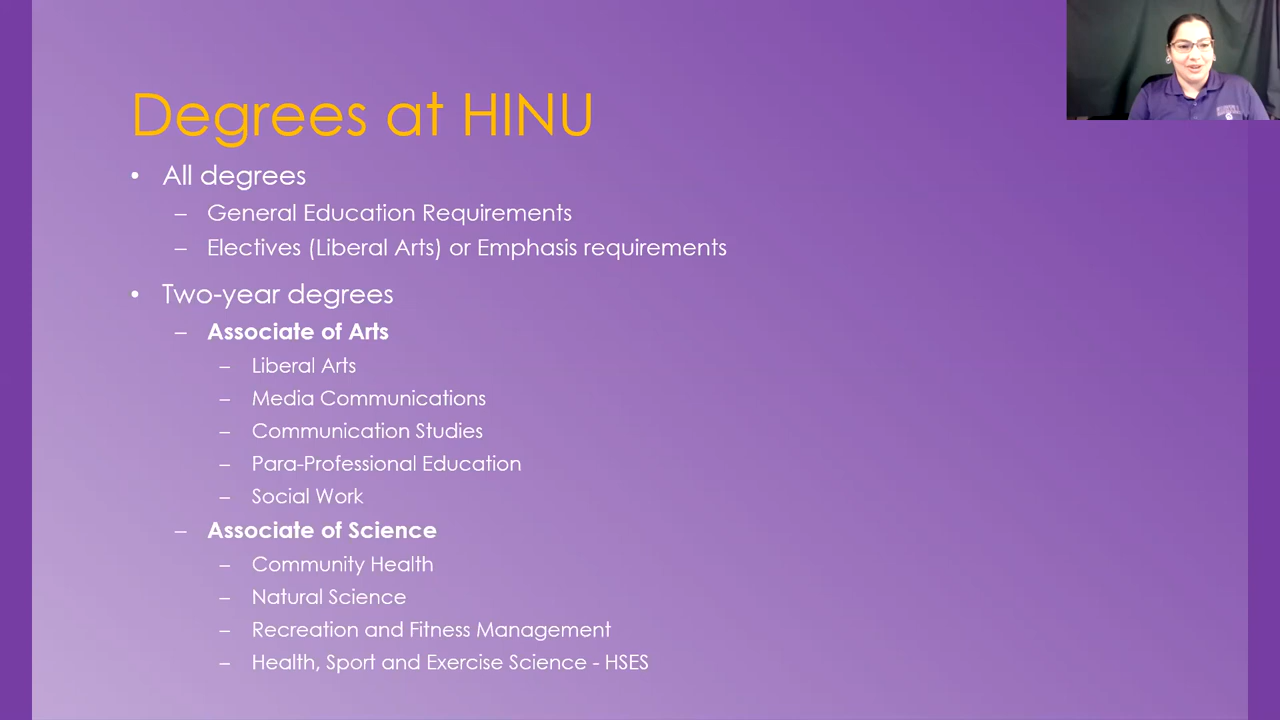 Degrees at HINU
• All degrees
– General Education Requirements
– Electives (Liberal Arts) or Emphasis requirements
• Two-year degrees
– Associate of Arts
– Liberal Arts
– Media Communications
– Communication Studies
– Para-Professional Education
– Social Work
– Associate of Science
– Community Health
– Natural Science
– Recreation and Fitness Management
– Health, Sport and Exercise Science - HSES